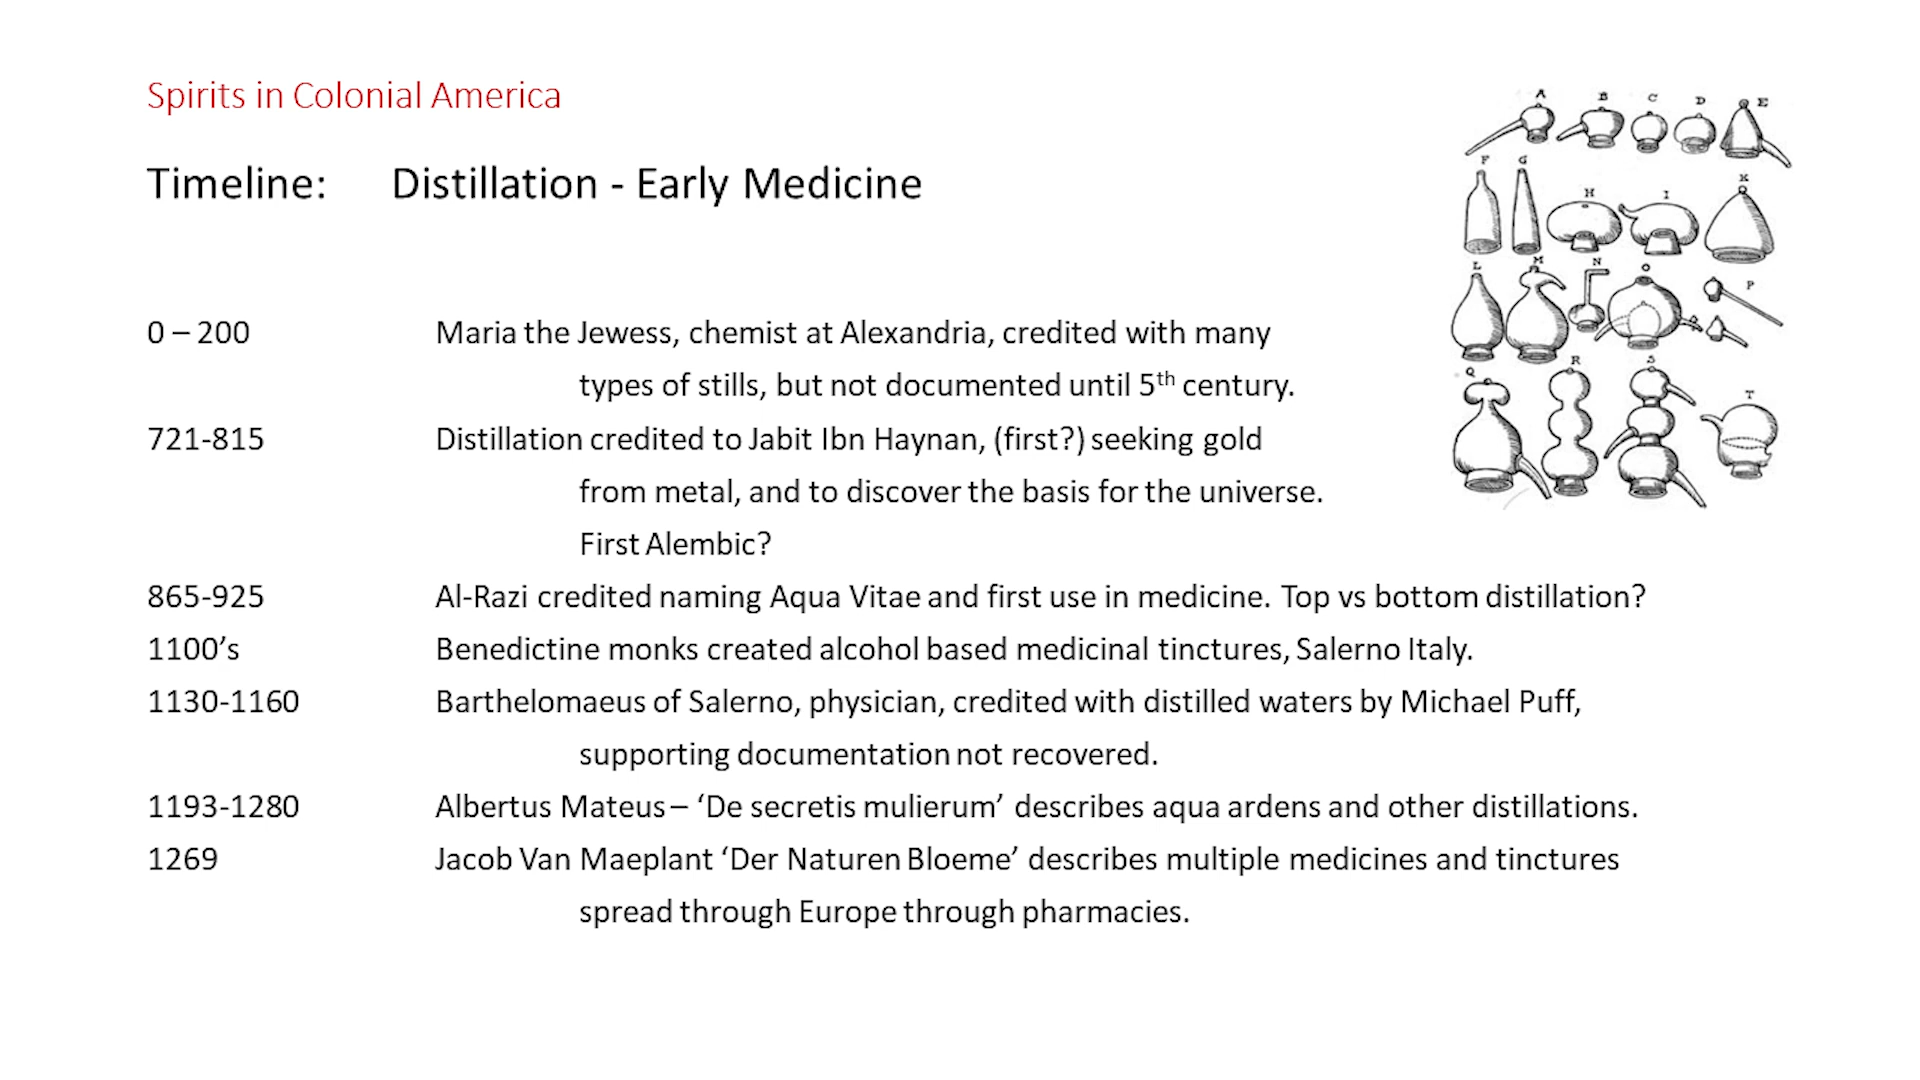 Spirits in Colonial America
Timeline: Distillation - Early Medicine
0 – 200 Maria the Jewess, chemist at Alexandria, credited with many
types of stills, but not documented until 5th century.
721-815 Distillation credited to Jabit Ibn Haynan, (first?) seeking gold
from metal, and to discover the basis for the universe.
First Alembic?
865-925 Al-Razi credited naming Aqua Vitae and first use in medicine. Top vs bottom distillation?
1100’s Benedictine monks created alcohol based medicinal tinctures, Salerno Italy.
1130-1160 Barthelomaeus of Salerno, physician, credited with distilled waters by Michael Puff,
supporting documentation not recovered.
1193-1280 Albertus Mateus – ‘De secretis mulierum’ describes aqua ardens and other distillations.
1269 Jacob Van Maeplant ‘Der Naturen Bloeme’ describes multiple medicines and tinctures
spread through Europe through pharmacies.
A B C D E
F G H I K
L M N O P
Q R S T